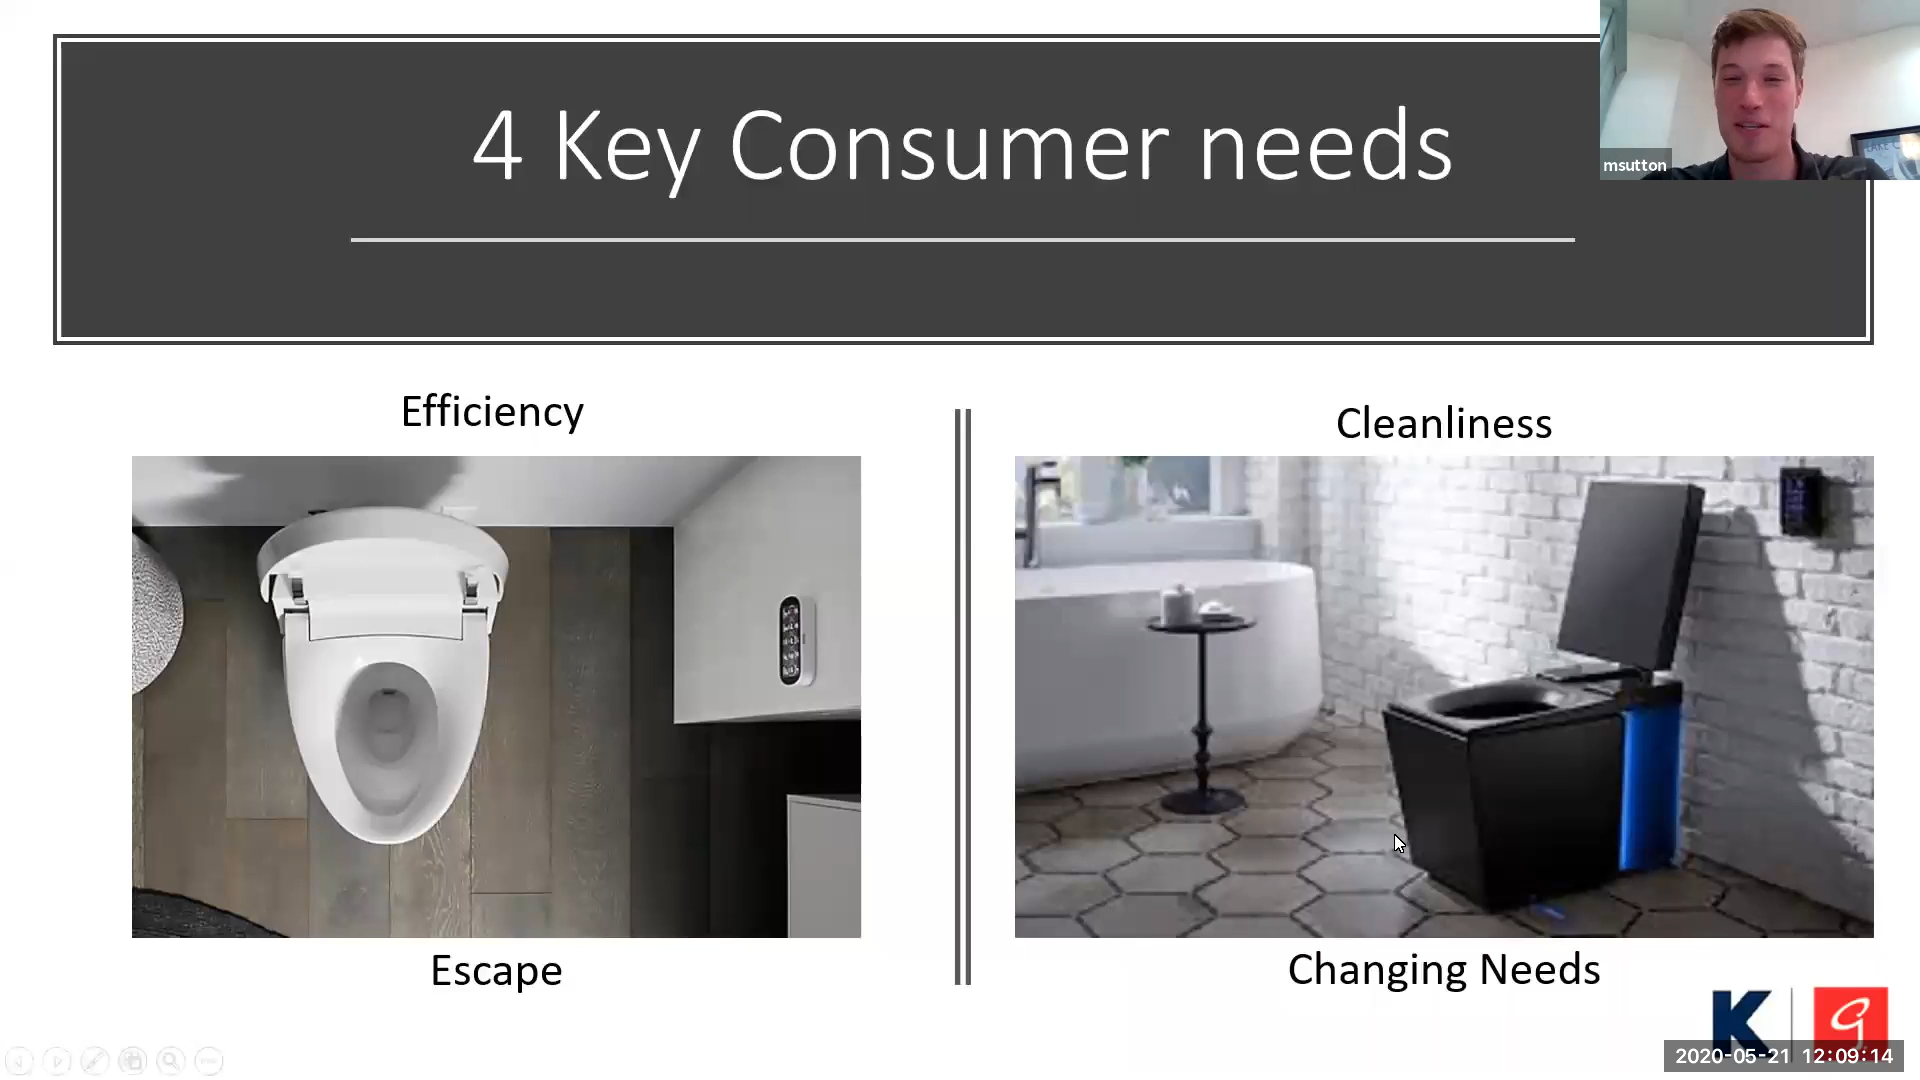 4 Key Consumer needs
msutton
Efficiency
Cleanliness
Escape
Changing Needs
K
g
2020-05-21 12:09:14